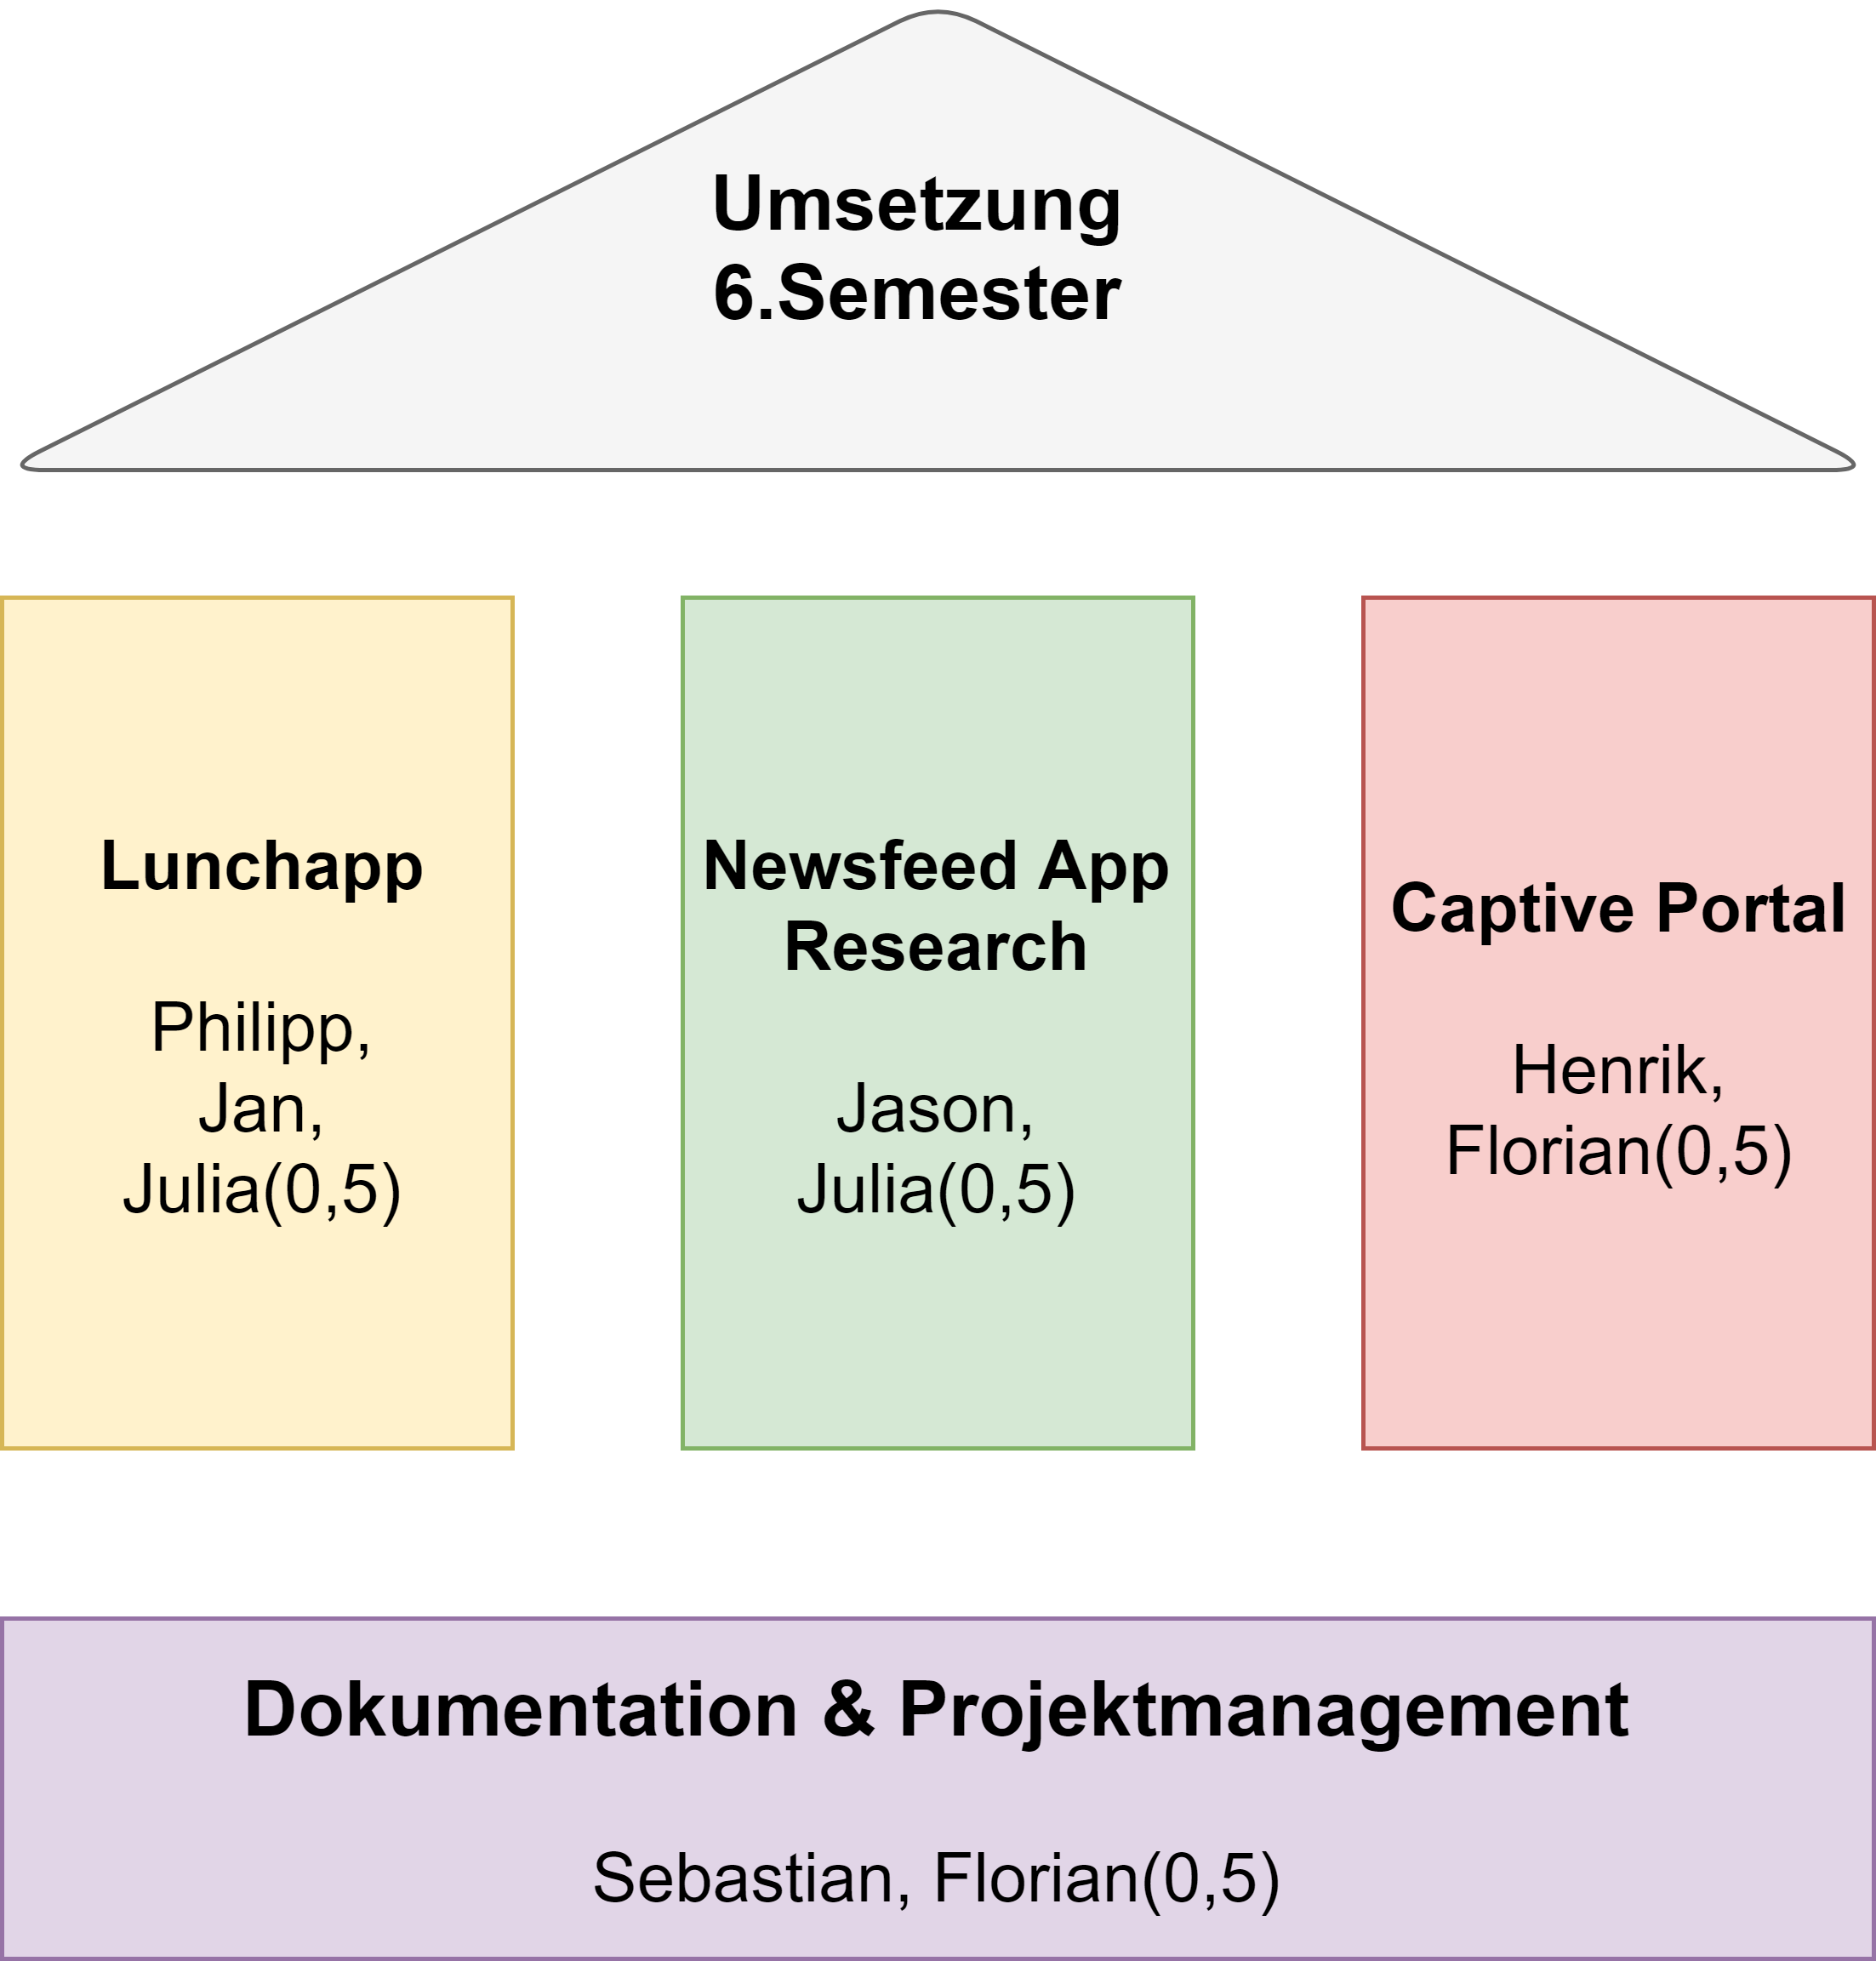 Umsetzung
6.Semester
Lunchapp
Philipp,
Jan,
Julia(0,5)
Newsfeed App
Research
Jason,
Julia(0,5)
Captive Portal
Henrik,
Florian(0,5)
Dokumentation & Projektmanagement
Sebastian, Florian(0,5)